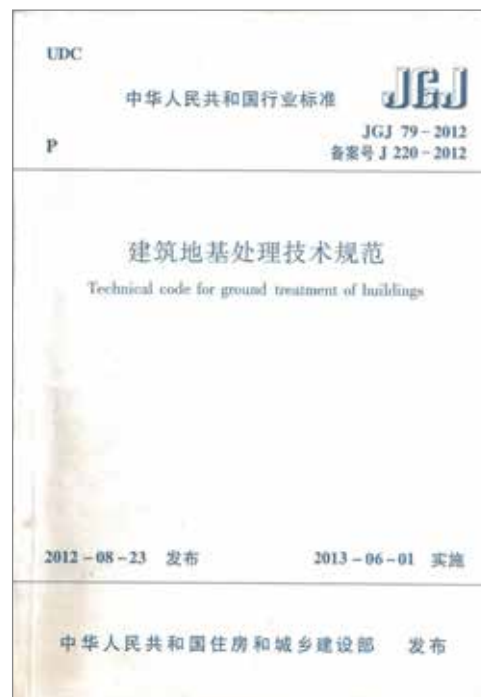 UDC
中华人民共和国行业标准
JGJ
JGJ 79-2012
P
备案号 J 220-2012
建筑地基处理技术规范
Technical code for ground treatment of buildings
2012-08-23 发布
2013-06-01 实施
中华人民共和国住房和城乡建设部 发布